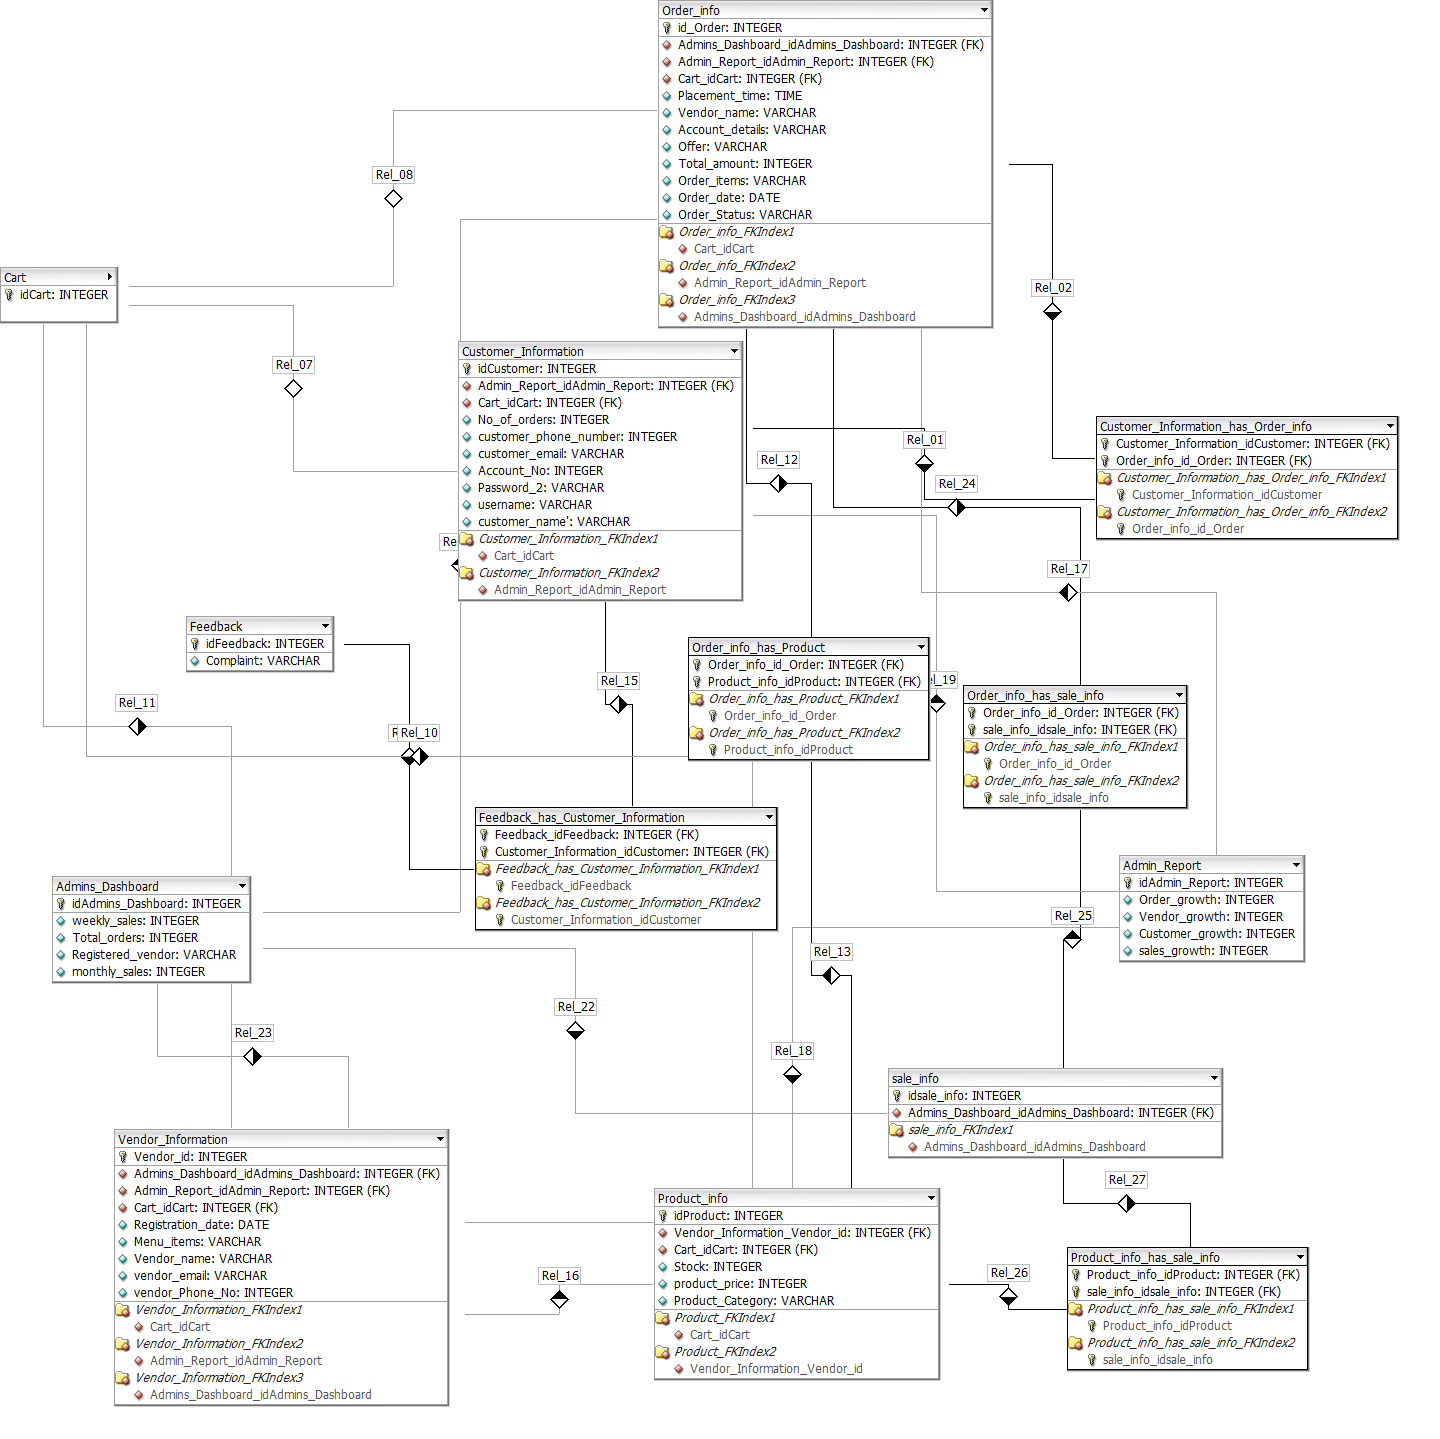 Order_info
id_Order: INTEGER
Admins_Dashboard_idAdmins_Dashboard: INTEGER (FK)
Admin_Report_idAdmin_Report: INTEGER (FK)
Cart_idCart: INTEGER (FK)
Placement_time: TIME
Vendor_name: VARCHAR
Account_details: VARCHAR
Offer: VARCHAR
Total_amount: INTEGER
Order_items: VARCHAR
Order_date: DATE
Order_Status: VARCHAR
Order_info_FKIndex1
Cart_idCart
Order_info_FKIndex2
Admin_Report_idAdmin_Report
Order_info_FKIndex3
Admins_Dashboard_idAdmins_Dashboard
Rel_08
Cart
idCart: INTEGER
Rel_02
Rel_07
Customer_Information
idCustomer: INTEGER
Admin_Report_idAdmin_Report: INTEGER (FK)
Cart_idCart: INTEGER (FK)
No_of_orders: INTEGER
customer_phone_number: INTEGER
customer_email: VARCHAR
Account_No: INTEGER
Password_2: VARCHAR
username: VARCHAR
customer_name': VARCHAR
Customer_Information_FKIndex1
Cart_idCart
Customer_Information_FKIndex2
Admin_Report_idAdmin_Report
Re
Rel_12
Rel_01
Rel_24
Customer_Information_has_Order_info
Customer_Information_idCustomer: INTEGER (FK)
Order_info_id_Order: INTEGER (FK)
Customer_Information_has_Order_info_FKIndex1
Customer_Information_idCustomer
Customer_Information_has_Order_info_FKIndex2
Order_info_id_Order
Rel_17
Feedback
idFeedback: INTEGER
Complaint: VARCHAR
Rel_11
Rel_10
Rel_15
Order_info_has_Product
Order_info_id_Order: INTEGER (FK)
Product_info_idProduct: INTEGER (FK)
Order_info_has_Product_FKIndex1
Order_info_id_Order
Order_info_has_Product_FKIndex2
Product_info_idProduct
l_19
Order_info_has_sale_info
Order_info_id_Order: INTEGER (FK)
sale_info_idsale_info: INTEGER (FK)
Order_info_has_sale_info_FKIndex1
Order_info_id_Order
Order_info_has_sale_info_FKIndex2
sale_info_idsale_info
Feedback_has_Customer_Information
Feedback_idFeedback: INTEGER (FK)
Customer_Information_idCustomer: INTEGER (FK)
Feedback_has_Customer_Information_FKIndex1
Feedback_idFeedback
Feedback_has_Customer_Information_FKIndex2
Customer_Information_idCustomer
Admins_Dashboard
idAdmins_Dashboard: INTEGER
weekly_sales: INTEGER
Total_orders: INTEGER
Registered_vendor: VARCHAR
monthly_sales: INTEGER
Admin_Report
idAdmin_Report: INTEGER
Order_growth: INTEGER
Vendor_growth: INTEGER
Customer_growth: INTEGER
sales_growth: INTEGER
Rel_25
Rel_13
Rel_22
Rel_23
Rel_18
sale_info
idsale_info: INTEGER
Admins_Dashboard_idAdmins_Dashboard: INTEGER (FK)
sale_info_FKIndex1
Admins_Dashboard_idAdmins_Dashboard
Rel_27
Vendor_Information
Vendor_id: INTEGER
Admins_Dashboard_idAdmins_Dashboard: INTEGER (FK)
Admin_Report_idAdmin_Report: INTEGER (FK)
Cart_idCart: INTEGER (FK)
Registration_date: DATE
Menu_items: VARCHAR
Vendor_name: VARCHAR
vendor_email: VARCHAR
vendor_Phone_No: INTEGER
Vendor_Information_FKIndex1
Cart_idCart
Vendor_Information_FKIndex2
Admin_Report_idAdmin_Report
Vendor_Information_FKIndex3
Admins_Dashboard_idAdmins_Dashboard
Rel_16
Product_info
idProduct: INTEGER
Vendor_Information_Vendor_id: INTEGER (FK)
Cart_idCart: INTEGER (FK)
Stock: INTEGER
product_price: INTEGER
Product_Category: VARCHAR
Product_FKIndex1
Cart_idCart
Product_FKIndex2
Vendor_Information_Vendor_id
Rel_26
Product_info_has_sale_info
Product_info_idProduct: INTEGER (FK)
sale_info_idsale_info: INTEGER (FK)
Product_info_has_sale_info_FKIndex1
Product_info_idProduct
Product_info_has_sale_info_FKIndex2
sale_info_idsale_info